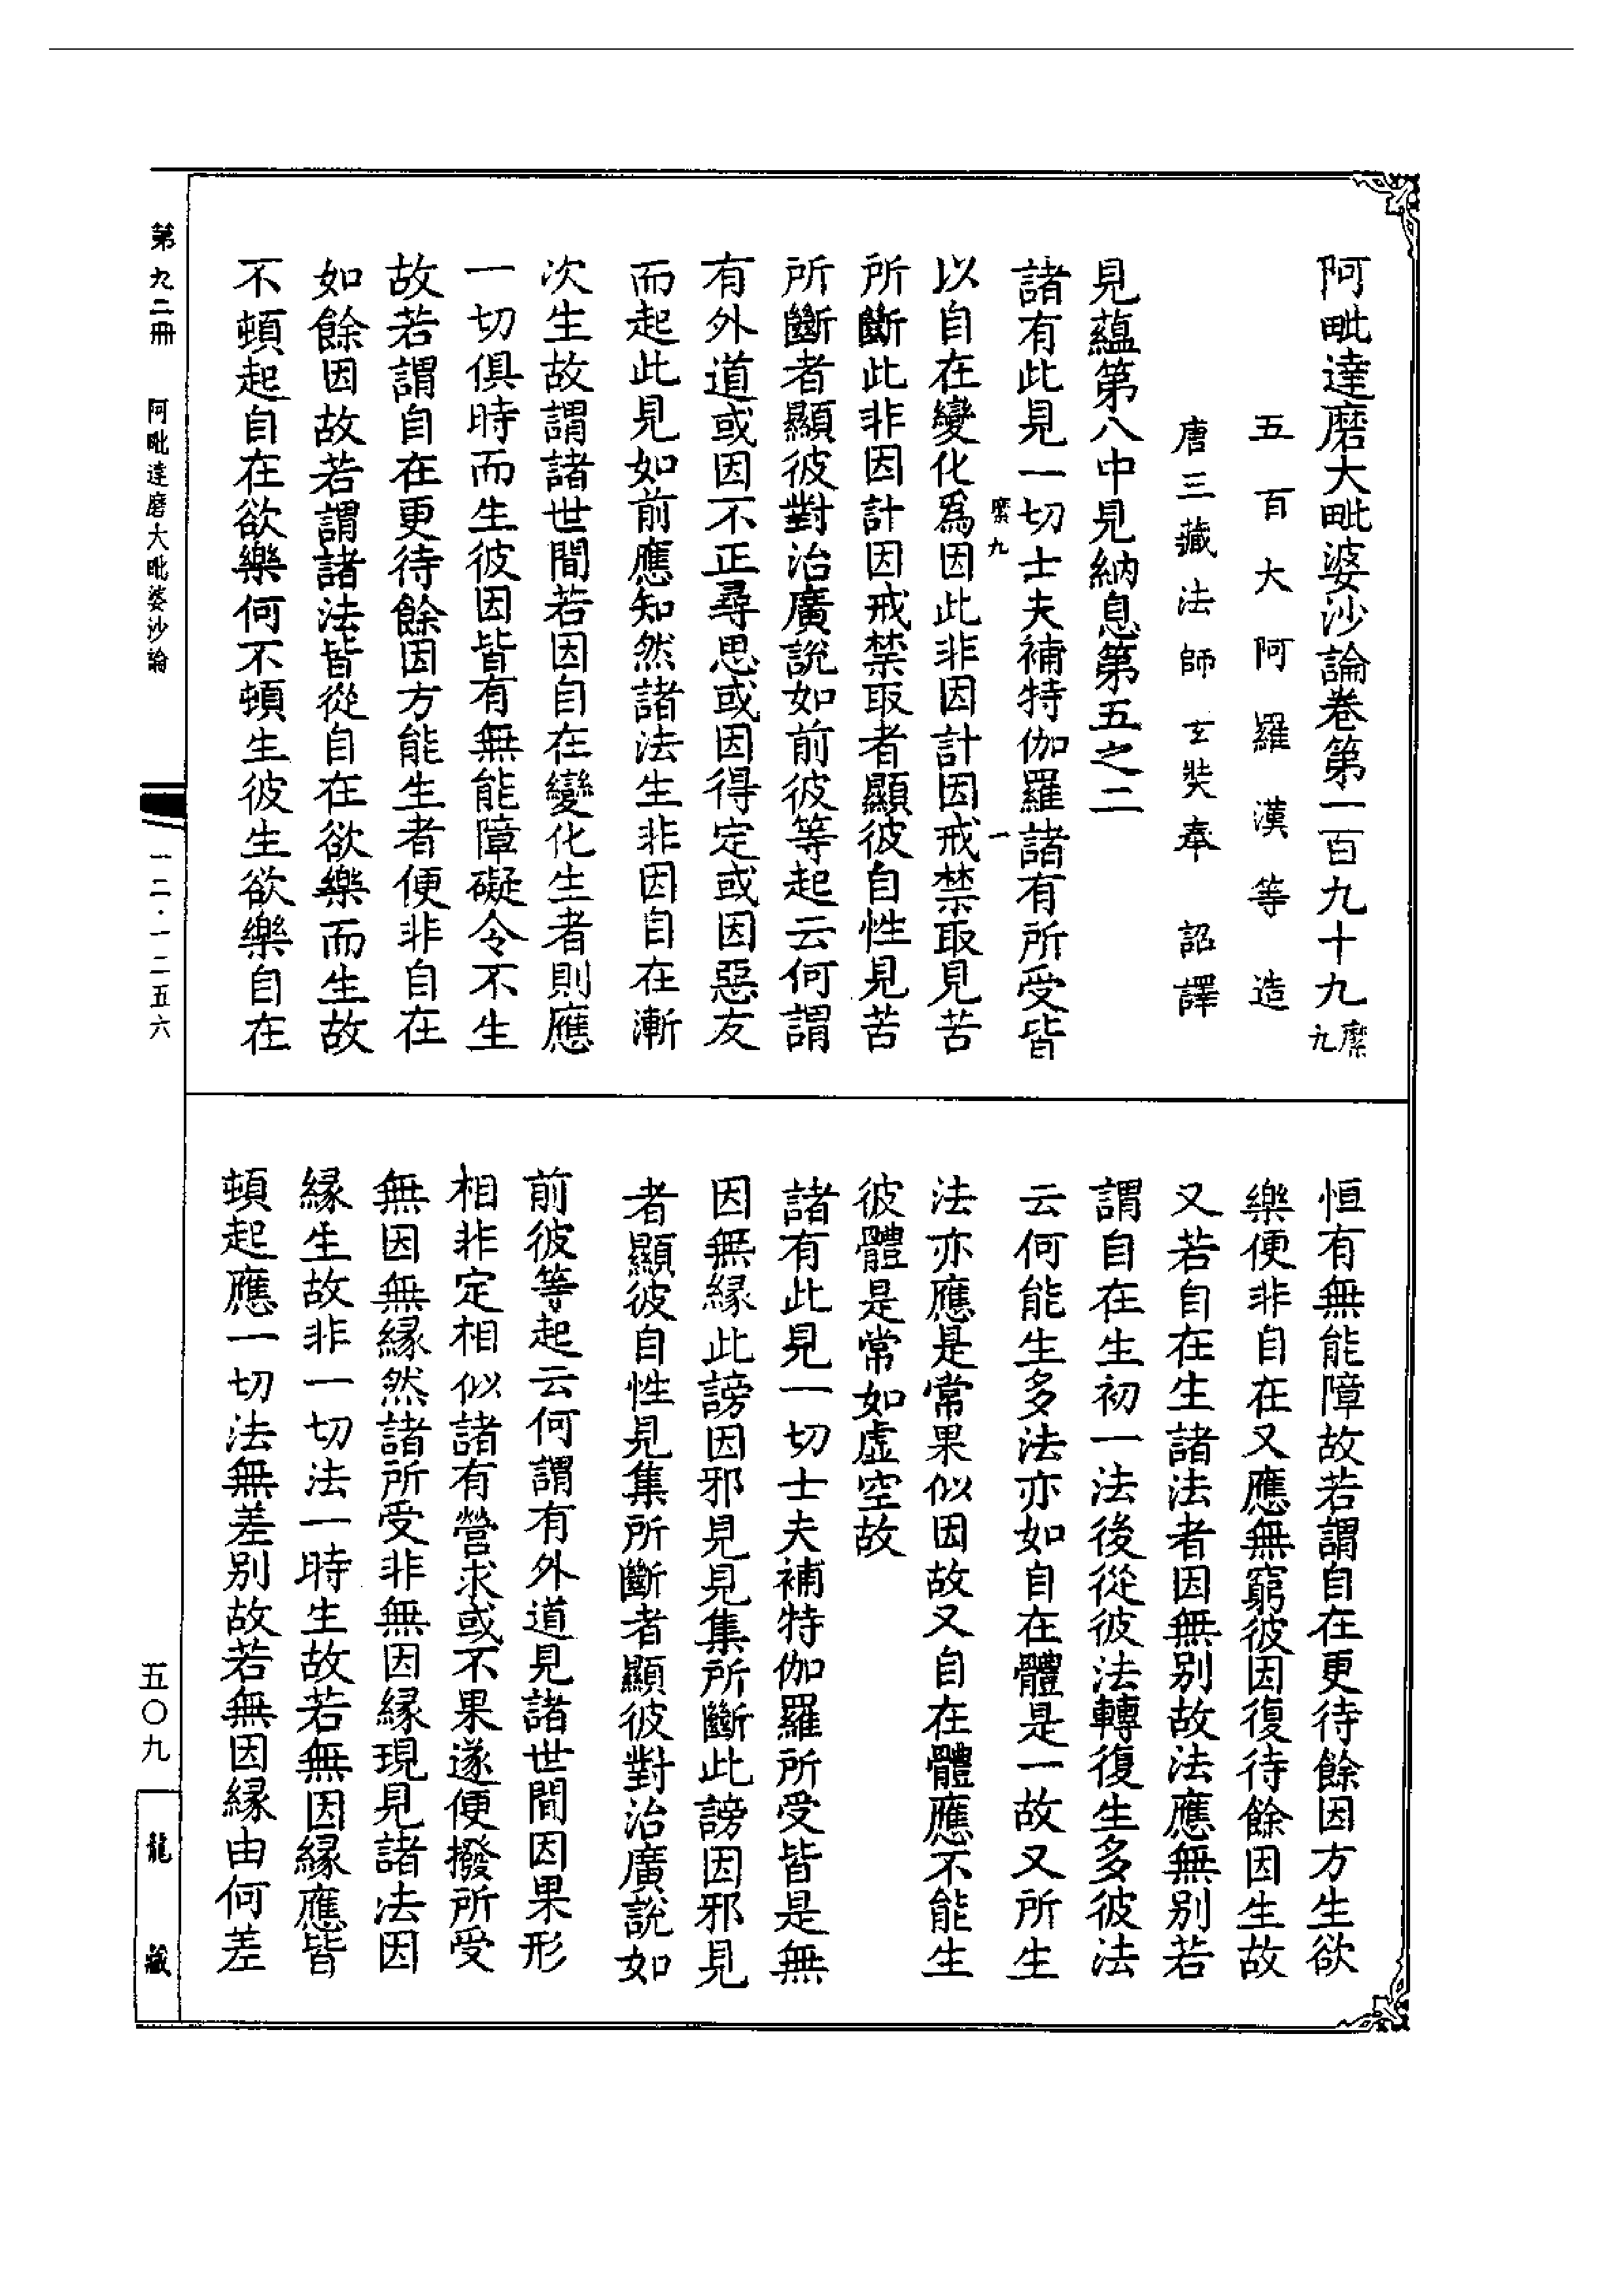 阿毗達磨大毗婆沙論卷第一百九十九 縻九
五百大阿羅漢等造
唐三藏法師玄奘奉 詔譯
見蘊第八中見納息第五之二
諸有此見一切士夫補特伽羅諸有所受皆
縻九 一
以自在變化爲因此非因計因戒禁取見苦
所斷此非因計因戒禁取者顯彼自性見苦
所斷者顯彼對治廣說如前彼等起云何謂
有外道或因不正尋思或因得定或因惡友
而起此見如前應知然諸法生非因自在漸
次生故謂諸世間若因自在變化生者則應
一切俱時而生彼因皆有無能障礙令不生
故若謂自在更待餘因方能生者便非自在
如餘因故若謂諸法皆從自在欲樂而生故
不頓起自在欲樂何不頓生彼生欲樂自在
恒有無能障故若謂自在更待餘因方生欲
樂便非自在又應無窮彼因復待餘因生故
又若自在生諸法者因無別故法應無別若
謂自在生初一法後從彼法轉復生多彼法
云何能生多法亦如自在體是一故又所生
法亦應是常果似因故又自在體應不能生
彼體是常如虛空故
諸有此見一切士夫補特伽羅所受皆是無
因無緣此謗因邪見見集所斷此謗因邪見
者顯彼自性見集所斷者顯彼對治廣說如
前彼等起云何謂有外道見諸世間因果形
相非定相似諸有營求或不果遂便撥所受
無因無緣然諸所受非無因緣現見諸法因
緣生故非一切法一時生故若無因緣應皆
頓起應一切法無差別故若無因緣由何差
第九二冊 阿毗達磨大毗婆沙論
一二·一二五六
五〇九
龍藏